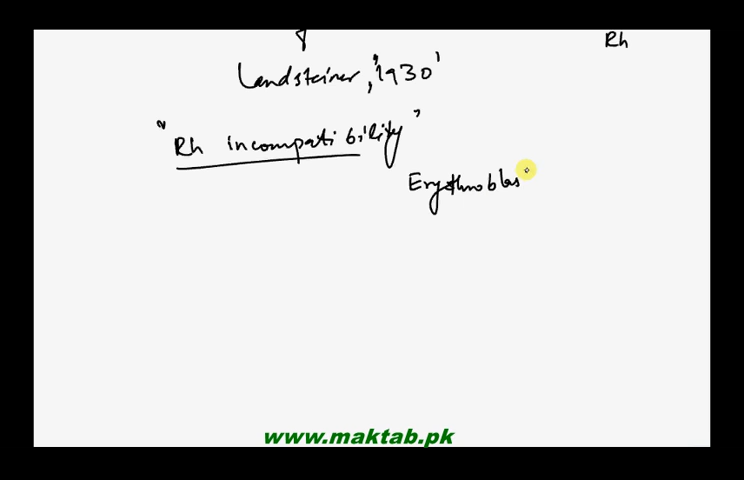 Rh
Landsteiner, '1930'
"Rh incompatibility"
Erythroblas
www.maktab.pk